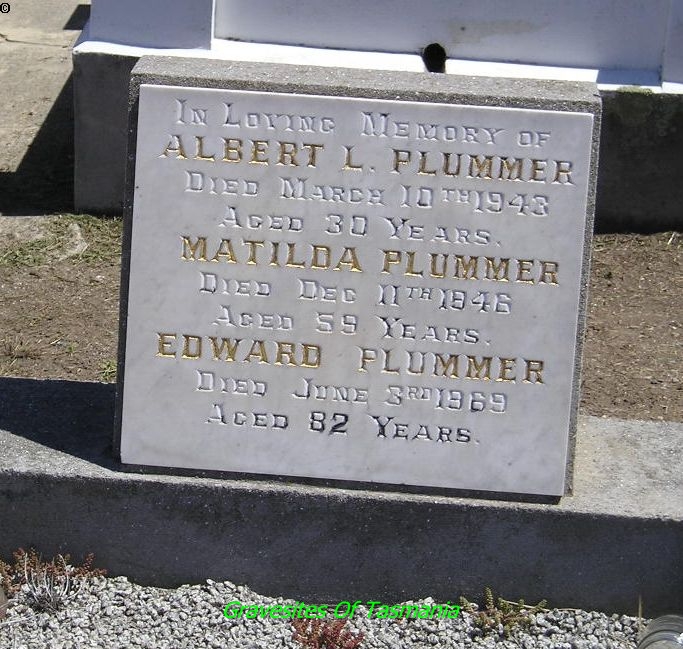 ©
In Loving Memory of
Albert L. Plummer
Died March 10th 1943
Aged 30 Years.
Matilda Plummer
Died Dec 11th 1946
Aged 59 Years.
Edward Plummer
Died June 3rd 1969
Aged 82 Years.
Gravesites Of Tasmania